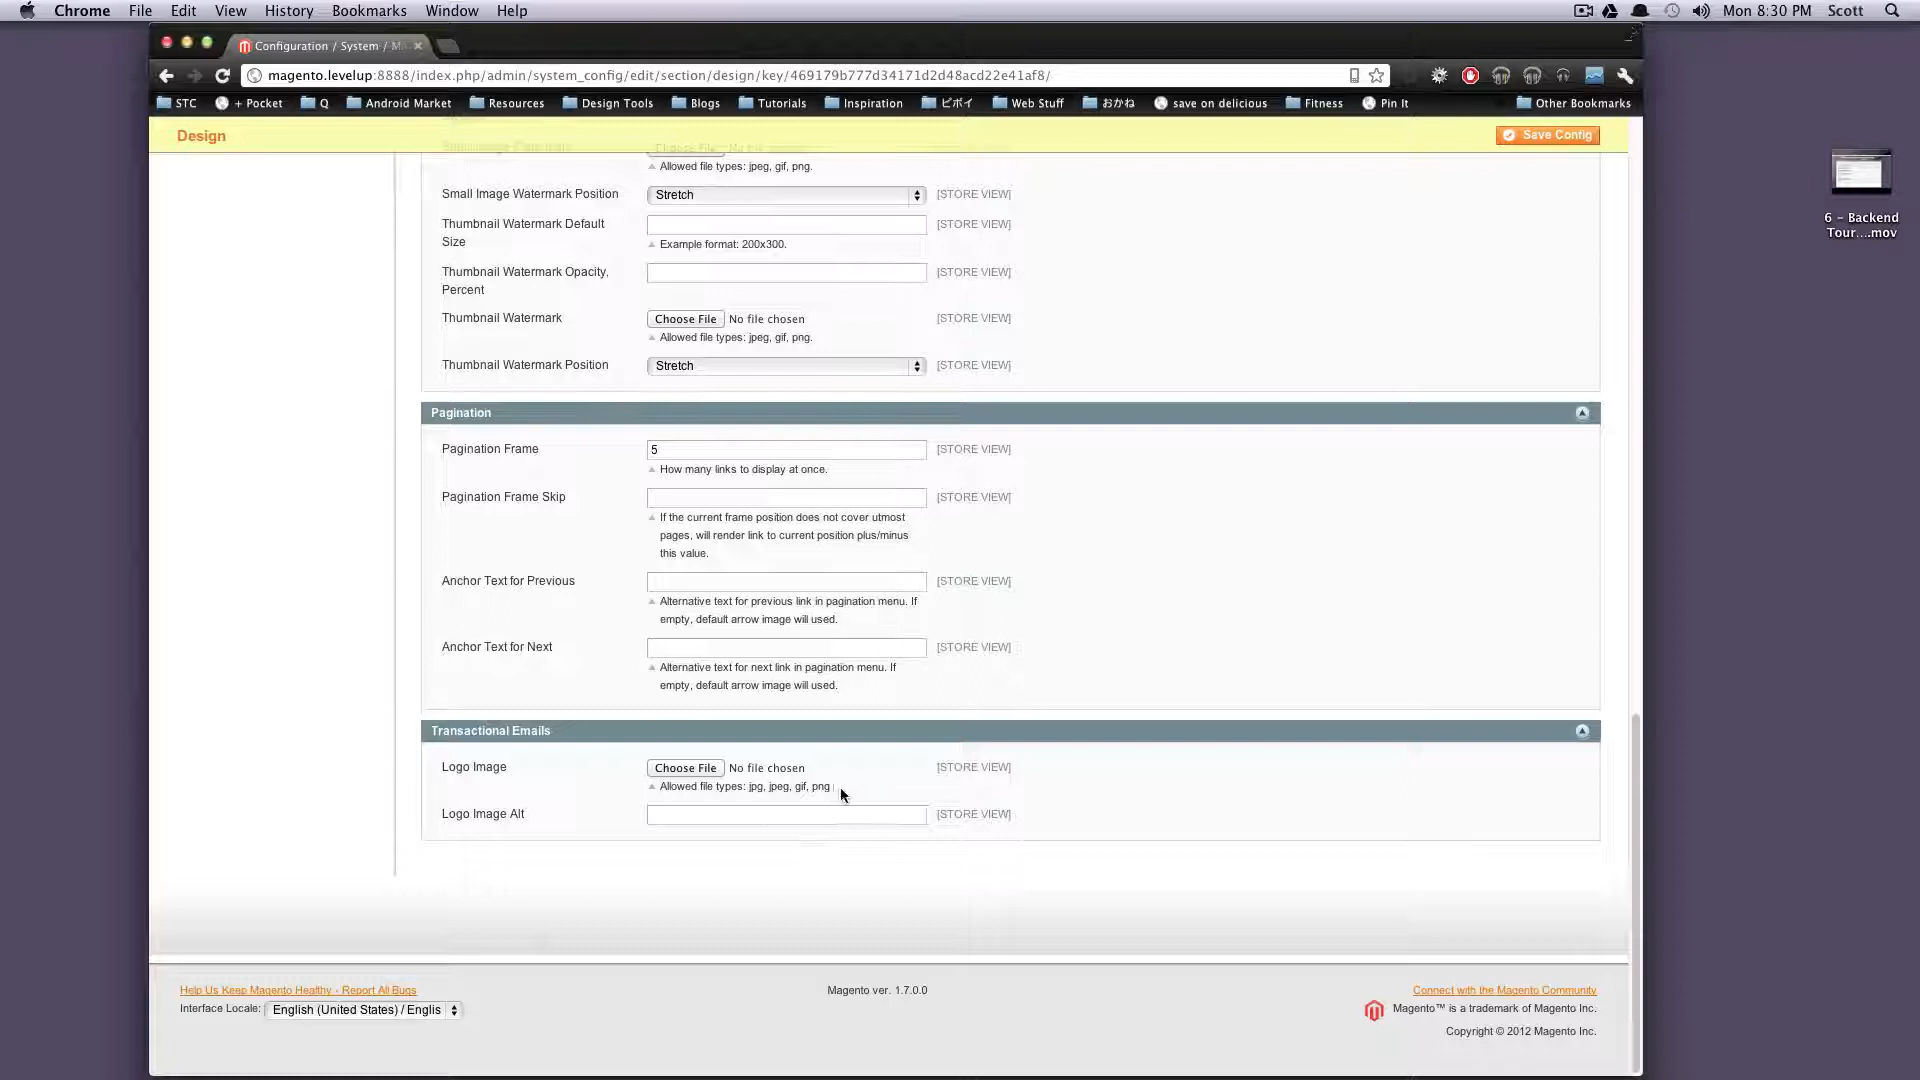 Chrome File Edit View History Bookmarks Window Help Mon 8:30 PM Scott
Configuration / System / M
magento.levelup:8888/index.php/admin/system_config/edit/section/design/key/469179b777d34171d2d48acd22e41af8/
STC + Pocket Q Android Market Resources Design Tools Blogs Tutorials Inspiration ビボイ Web Stuff おかね save on delicious Fitness Pin It Other Bookmarks
Design Save Config
Allowed file types: jpeg, gif, png.
Small Image Watermark Position Stretch [STORE VIEW]
Thumbnail Watermark Default Size [STORE VIEW]
Example format: 200x300.
Thumbnail Watermark Opacity, Percent [STORE VIEW]
Thumbnail Watermark Choose File No file chosen [STORE VIEW]
Allowed file types: jpeg, gif, png.
Thumbnail Watermark Position Stretch [STORE VIEW]
Pagination
Pagination Frame 5 [STORE VIEW]
How many links to display at once.
Pagination Frame Skip [STORE VIEW]
If the current frame position does not cover utmost
pages, will render link to current position plus/minus
this value.
Anchor Text for Previous [STORE VIEW]
Alternative text for previous link in pagination menu. If
empty, default arrow image will used.
Anchor Text for Next [STORE VIEW]
Alternative text for next link in pagination menu. If
empty, default arrow image will used.
Transactional Emails
Logo Image Choose File No file chosen [STORE VIEW]
Allowed file types: jpg, jpeg, gif, png
Logo Image Alt [STORE VIEW]
Help Us Keep Magento Healthy - Report All Bugs
Interface Locale: English (United States) / Englis
Magento ver. 1.7.0.0
Connect with the Magento Community
Magento™ is a trademark of Magento Inc.
Copyright © 2012 Magento Inc.
6 – Backend
Tour....mov